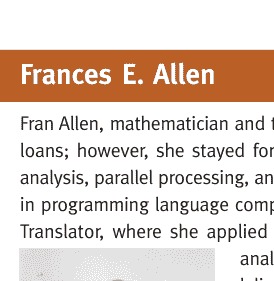 Frances E. Allen
Fran Allen, mathematician and
loans; however, she stayed for
analysis, parallel processing, an
in programming language comp
Translator, where she applied
anal